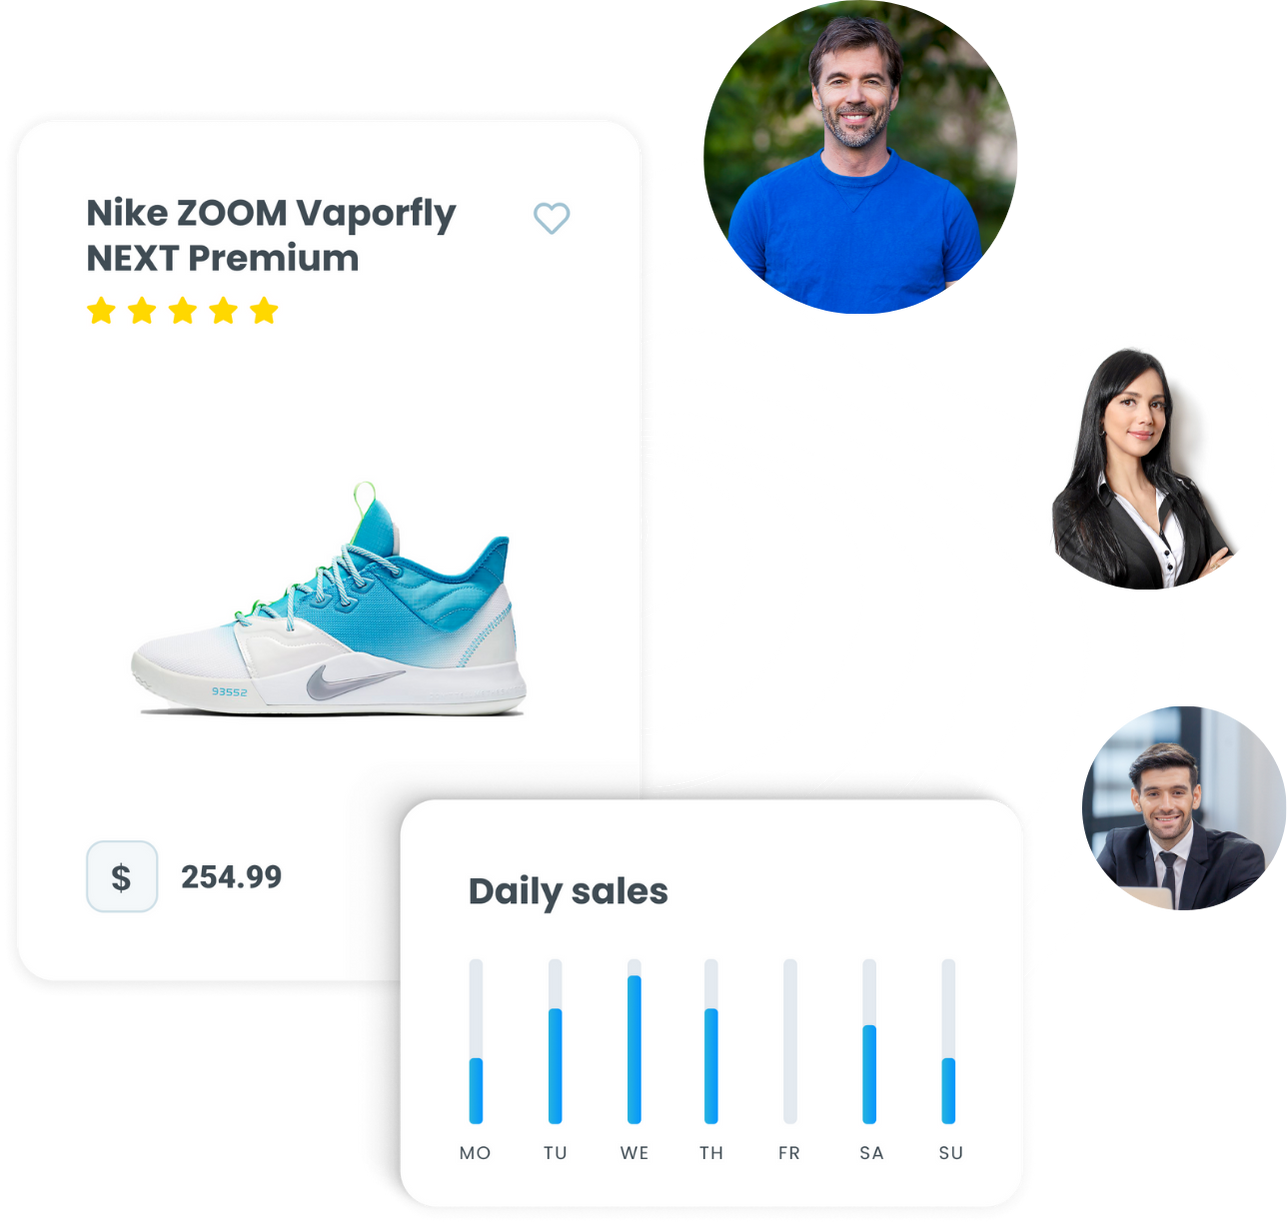 Nike ZOOM Vaporfly
NEXT Premium
93552
$ 254.99
Daily sales
MO TU WE TH FR SA SU